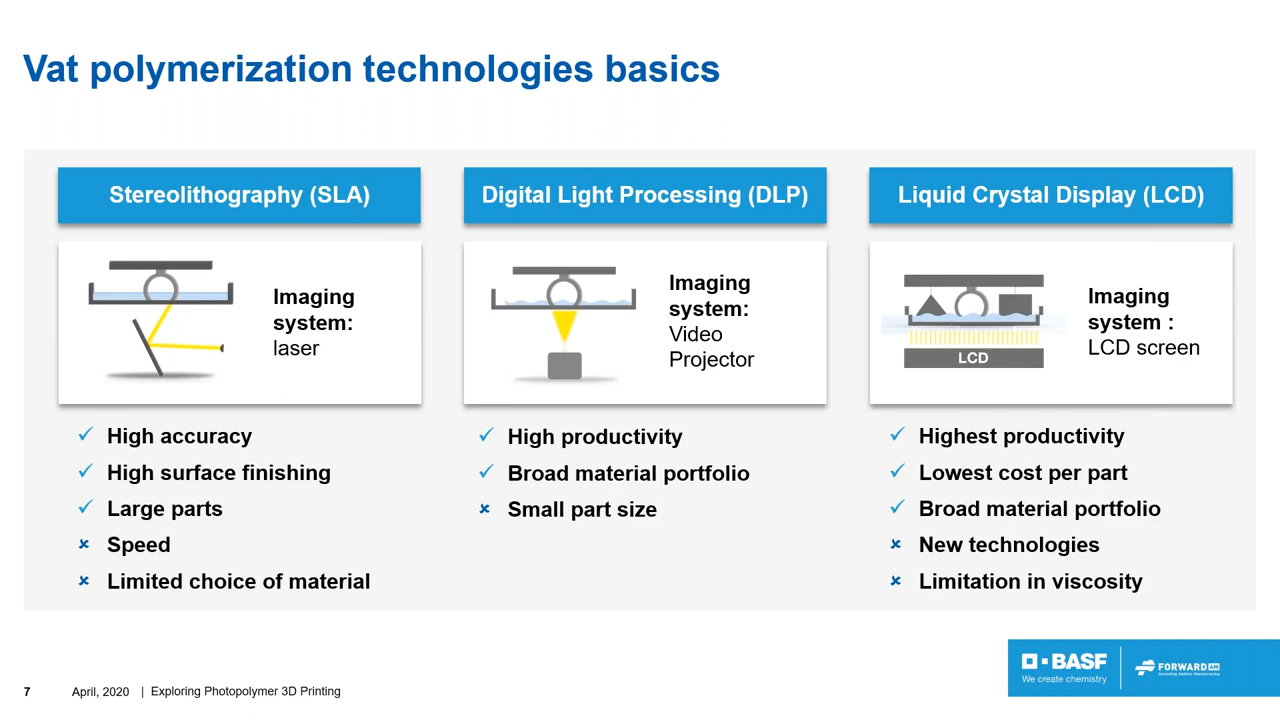 Vat polymerization technologies basics
Stereolithography (SLA)
Imaging
system:
laser
High accuracy
High surface finishing
Large parts
Speed
Limited choice of material
Digital Light Processing (DLP)
Imaging
system:
Video
Projector
High productivity
Broad material portfolio
Small part size
Liquid Crystal Display (LCD)
LCD
Imaging
system :
LCD screen
Highest productivity
Lowest cost per part
Broad material portfolio
New technologies
Limitation in viscosity
BASF
We create chemistry
FORWARD AM
Innovating Additive Manufacturing
7 April, 2020 | Exploring Photopolymer 3D Printing